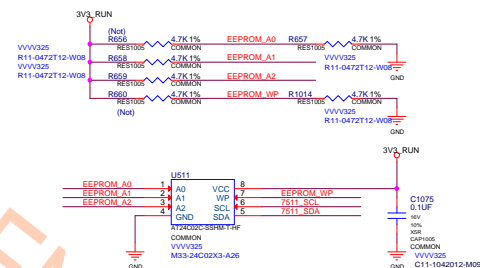 3V3_RUN
(Not)
R656 4.7K 1% EEPROM_A0 R657 4.7K 1%
RES1005 COMMON RES1005 COMMON
VVVV325
R11-0472T12-W08
R658 4.7K 1% EEPROM_A1
RES1005 COMMON
VVVV325
R11-0472T12-W08
VVVV325
R11-0472T12-W08
GND
R659 4.7K 1% EEPROM_A2
RES1005 COMMON
R660 4.7K 1% EEPROM_WP R1014 4.7K 1%
RES1005 COMMON RES1005 COMMON
(Not)
VVVV325
R11-0472T12-W08
GND
3V3_RUN
U511
EEPROM_A0 1 A0 VCC 8
EEPROM_A1 2 A1 WP 7 EEPROM_WP
EEPROM_A2 3 A2 SCL 6 7511_SCL
4 GND SDA 5 7511_SDA
AT24C02C-SSHM-T-HF
COMMON
VVVV325
M33-24C02X3-A26
GND
C1075
0.1UF
16V
10%
X5R
CAP1005
COMMON
VVVV325
C11-1042012-M09
GND